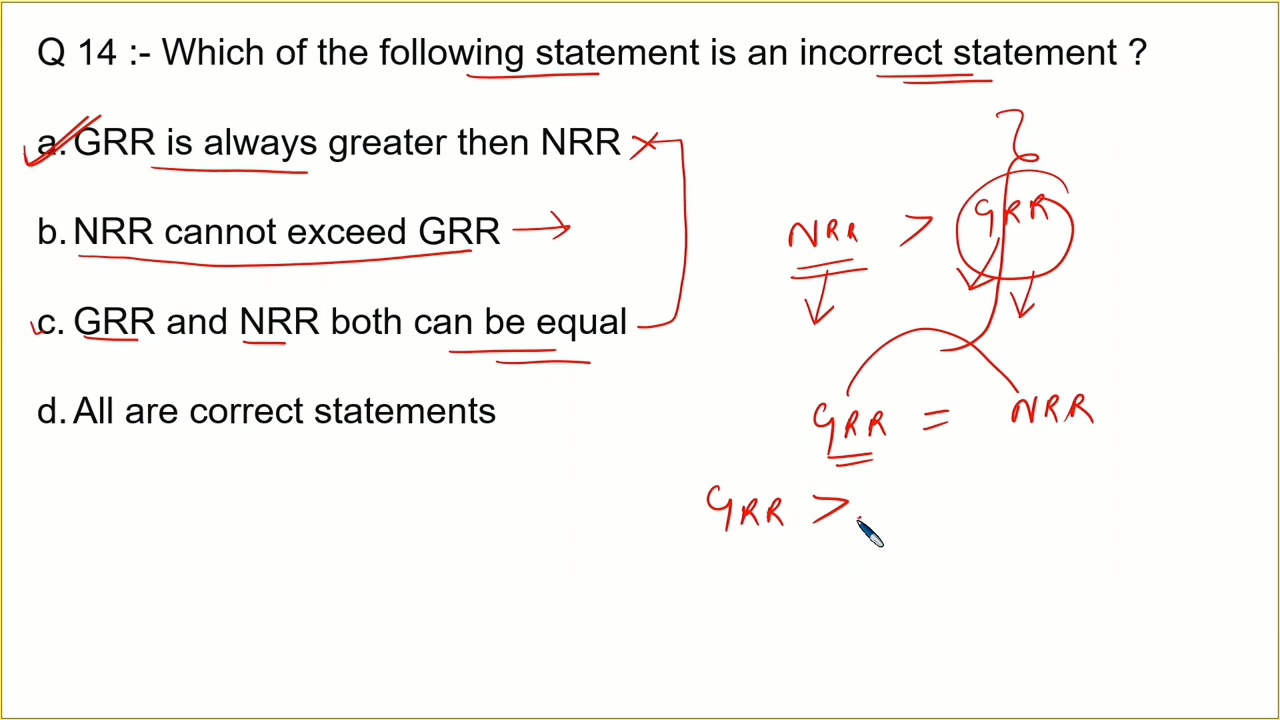 Q 14 :- Which of the following statement is an incorrect statement ?
a. GRR is always greater then NRR
b. NRR cannot exceed GRR
c. GRR and NRR both can be equal
d. All are correct statements
NRR > GRR
GRR = NRR
GRR >